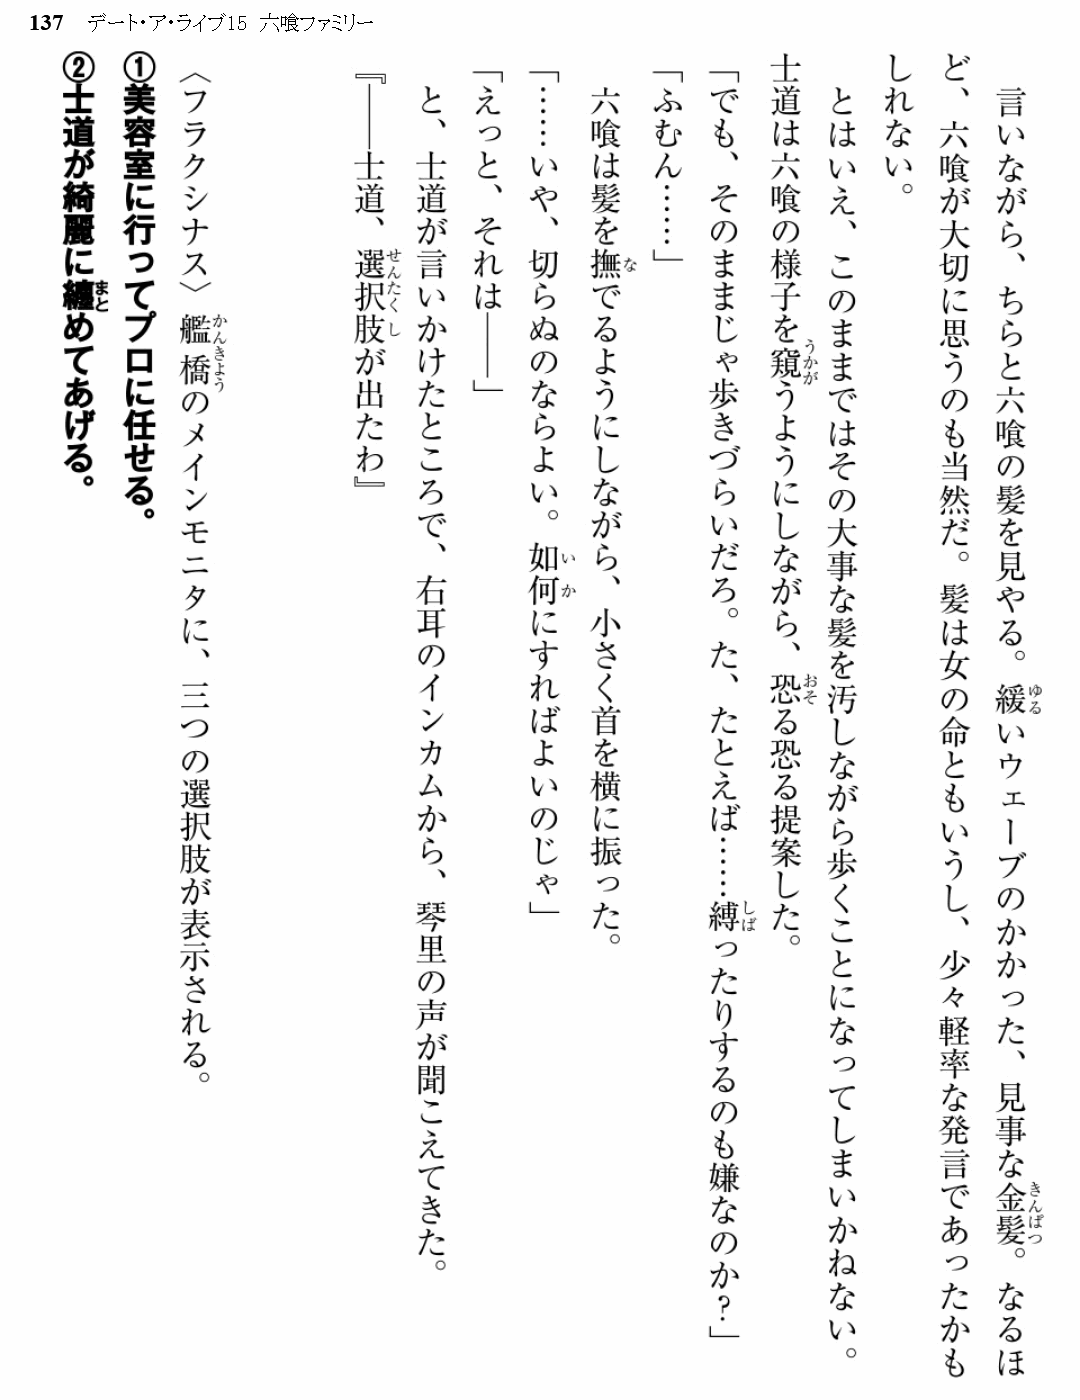 137 デート・ア・ライブ15 六喰ファミリー
言いながら、ちらと六喰の髪を見やる。緩いウェーブのかかった、見事な金髪。なるほ
ど、六喰が大切に思うのも当然だ。髪は女の命ともいうし、少々軽率な発言であったかも
しれない。
とはいえ、このままではその大事な髪を汚しながら歩くことになってしまいかねない。
士道は六喰の様子を窺うようにしながら、恐る恐る提案した。
「でも、そのままじゃ歩きづらいだろ。た、たとえば……縛ったりするのも嫌なのか?」
「ふむん……」
六喰は髪を撫でるようにしながら、小さく首を横に振った。
「……いや、切らぬのならよい。如何にすればよいのじゃ」
「えっと、それは――」
と、士道が言いかけたところで、右耳のインカムから、琴里の声が聞こえてきた。
『――士道、選択肢が出たわ』
〈フラクシナス〉艦橋のメインモニタに、三つの選択肢が表示される。
①美容室に行ってプロに任せる。
②士道が綺麗に纏めてあげる。